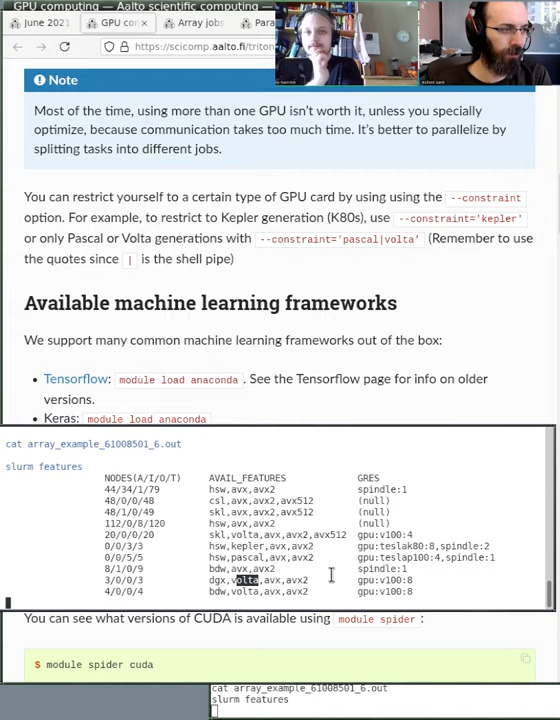 GPU computing — Aalto scientific computing —
June 2021
GPU con
Array jobs
Para
https://scicomp.aalto.fi/triton
Note
Most of the time, using more than one GPU isn't worth it, unless you specially
optimize, because communication takes too much time. It's better to parallelize by
splitting tasks into different jobs.
You can restrict yourself to a certain type of GPU card by using using the --constraint
option. For example, to restrict to Kepler generation (K80s), use --constraint='kepler'
or only Pascal or Volta generations with --constraint='pascal|volta' (Remember to use
the quotes since | is the shell pipe)
Available machine learning frameworks
We support many common machine learning frameworks out of the box:
• Tensorflow: module load anaconda . See the Tensorflow page for info on older
versions.
• Keras: module load anaconda
cat array_example_61008501_6.out
slurm features
NODES(A/I/O/T) AVAIL_FEATURES GRES
44/34/1/79 hsw,avx,avx2 spindle:1
48/0/0/48 csl,avx,avx2,avx512 (null)
48/1/0/49 skl,avx,avx2,avx512 (null)
112/0/8/120 hsw,avx,avx2 (null)
20/0/0/20 skl,volta,avx,avx2,avx512 gpu:v100:4
0/0/3/3 hsw,kepler,avx,avx2 gpu:teslak80:8,spindle:2
0/0/5/5 hsw,pascal,avx,avx2 gpu:teslap100:4,spindle:1
8/1/0/9 bdw,avx,avx2 spindle:1
3/0/0/3 dgx,volta,avx,avx2 gpu:v100:8
4/0/0/4 bdw,volta,avx,avx2 gpu:v100:8
You can see what versions of CUDA is available using module spider :
$ module spider cuda
cat array_example_61008501_6.out
slurm features